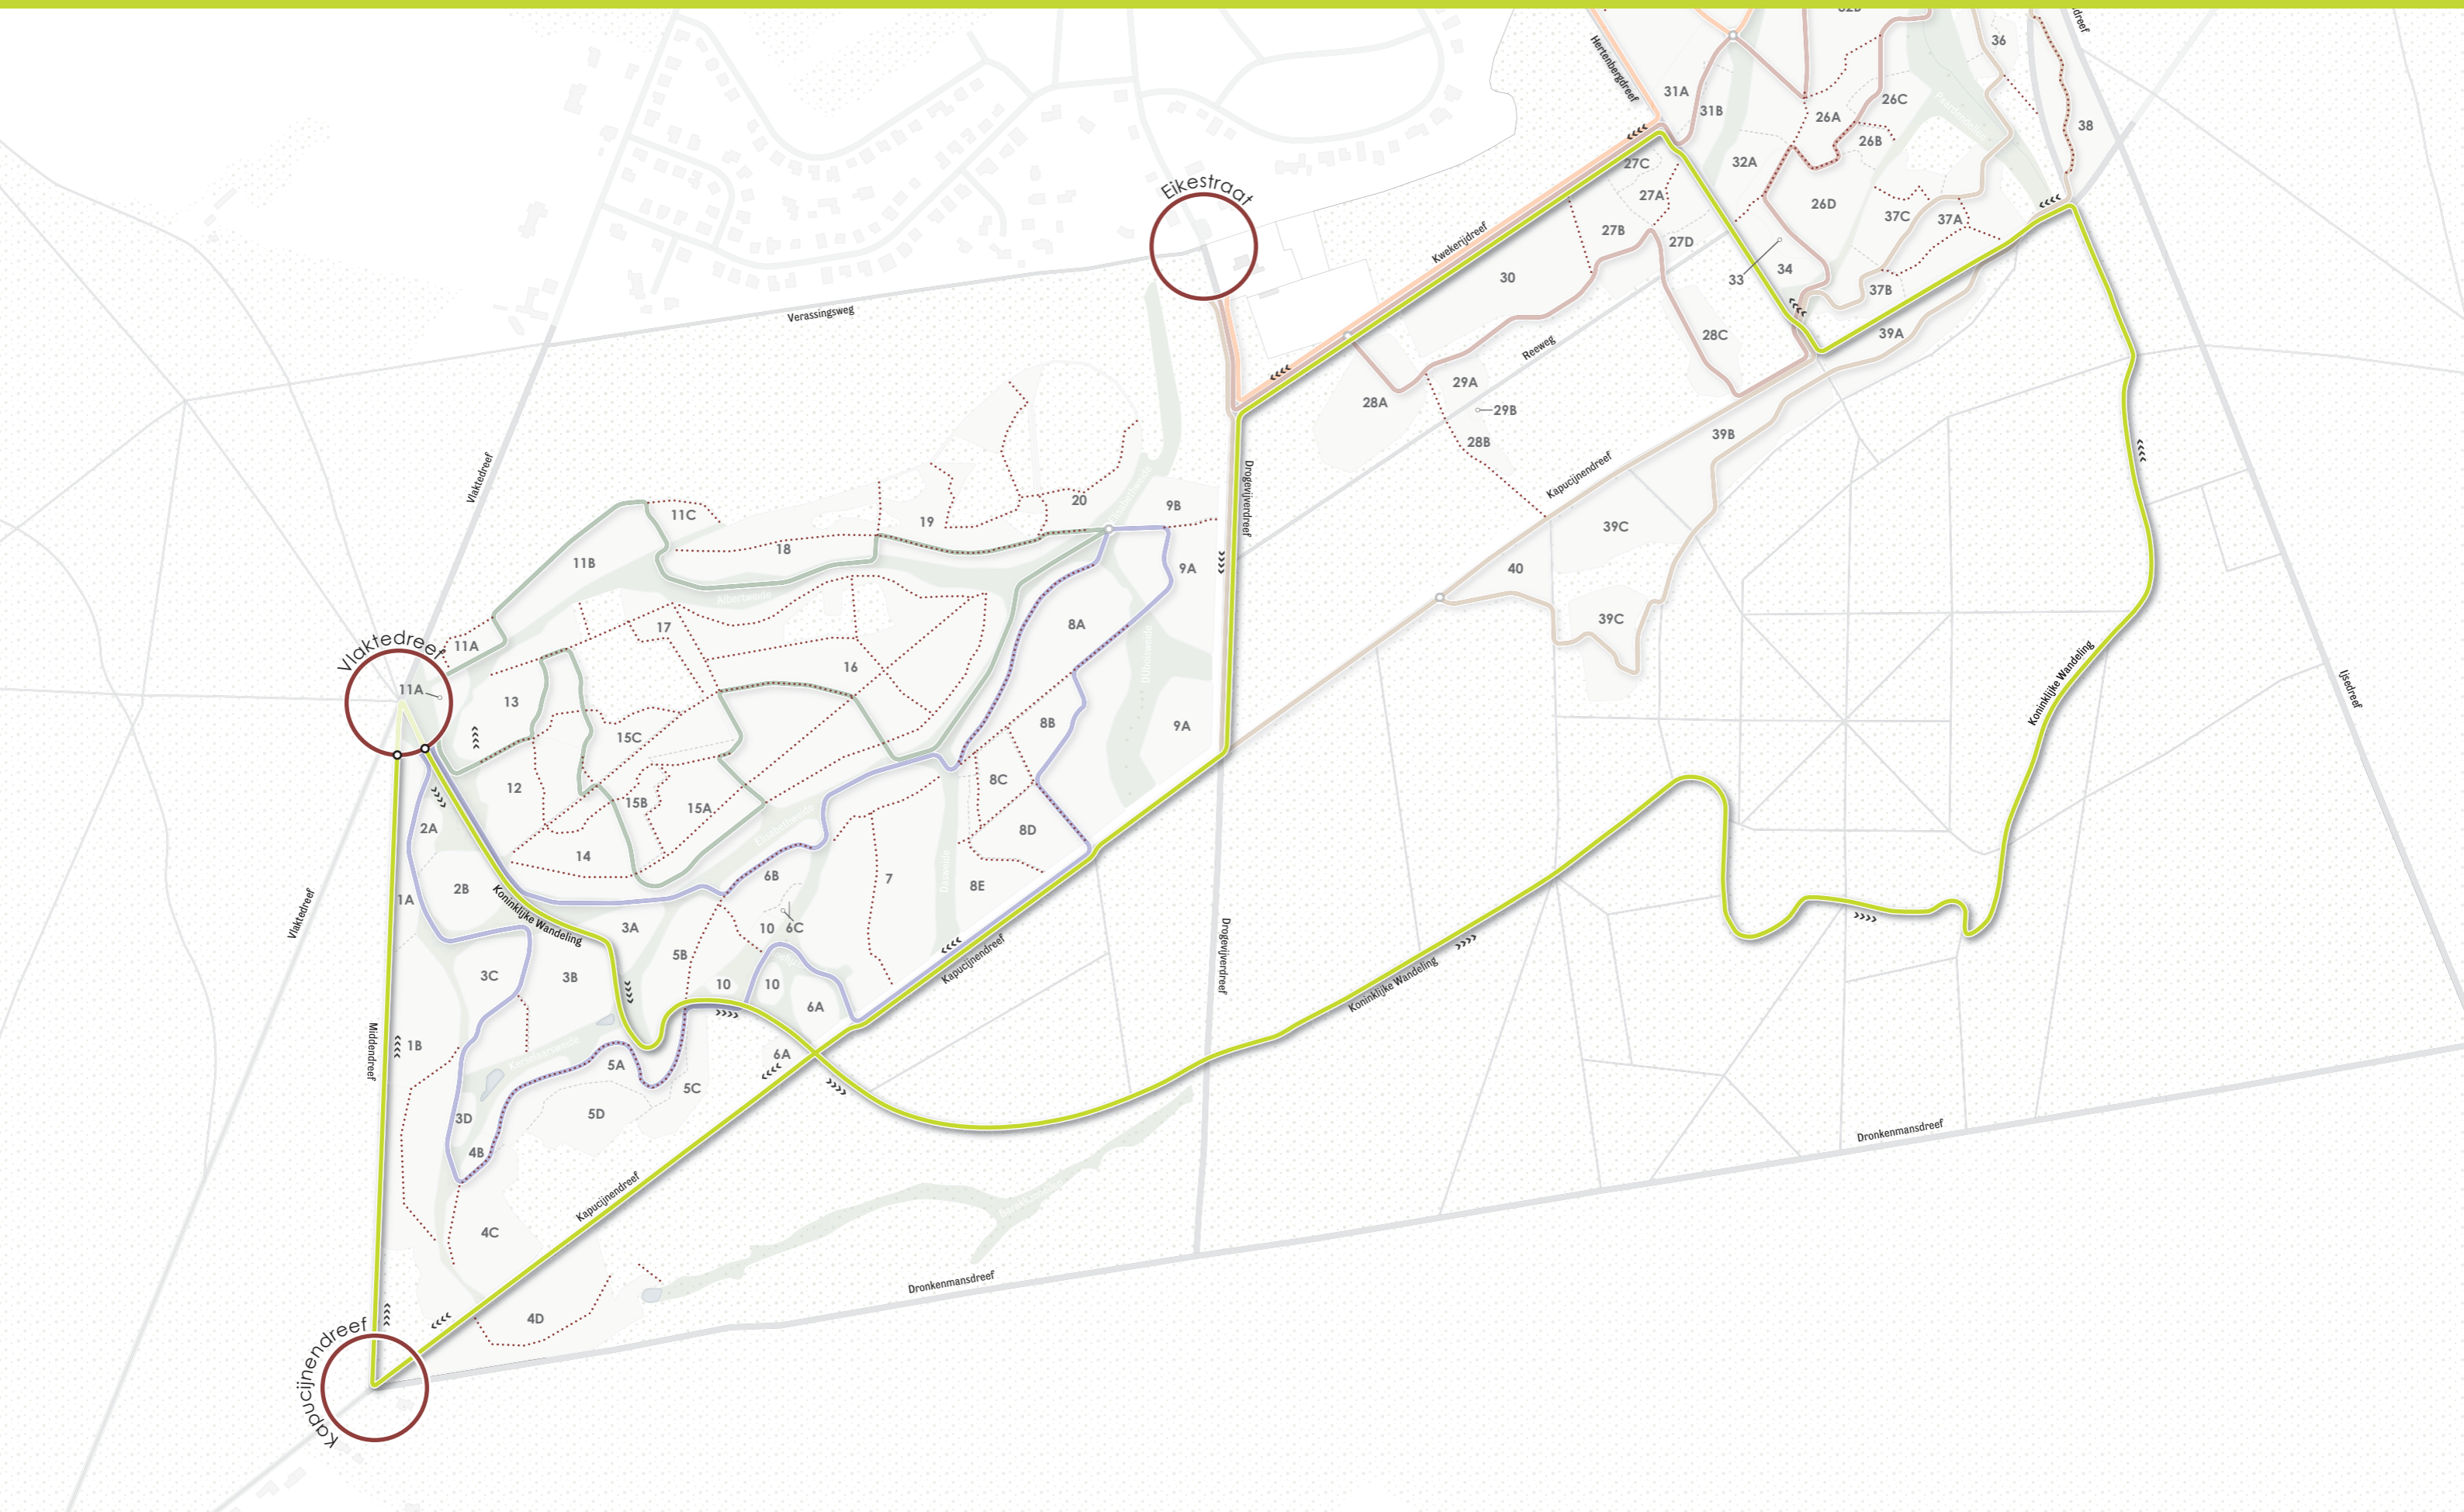 36
Hertenbergdreef
31A
31B
26C
26A
26B
38
32A
27C
27A
26D
27B
27D
37C
37A
Eikestraat
Kwekerijdreef
30
33
34
37B
28C
39A
Verassingsweg
Reeweg
29A
28A
29B
28B
39B
Kapucijnendreef
Vlaktedreef
Drogevijverdreef
11C
20
9B
19
18
11B
39C
40
9A
Albertweide
39C
8A
17
11A
Vlaktedreef
11A
16
13
8B
9A
15C
Koninklijke Wandeling
Ijsedreef
12
8C
15B
15A
2A
8D
14
7
6B
8E
2B
1A
Koninklijke Wandeling
Vlaktedreef
3A
10
6C
5B
Kapucijnendreef
Drogevijverdreef
3C
3B
10
10
6A
Koninklijke Wandeling
Middendreef
1B
6A
5A
5C
3D
5D
4B
Dronkenmansdreef
Kapucijnendreef
4C
Dronkenmansdreef
4D
Kapucijnendreef